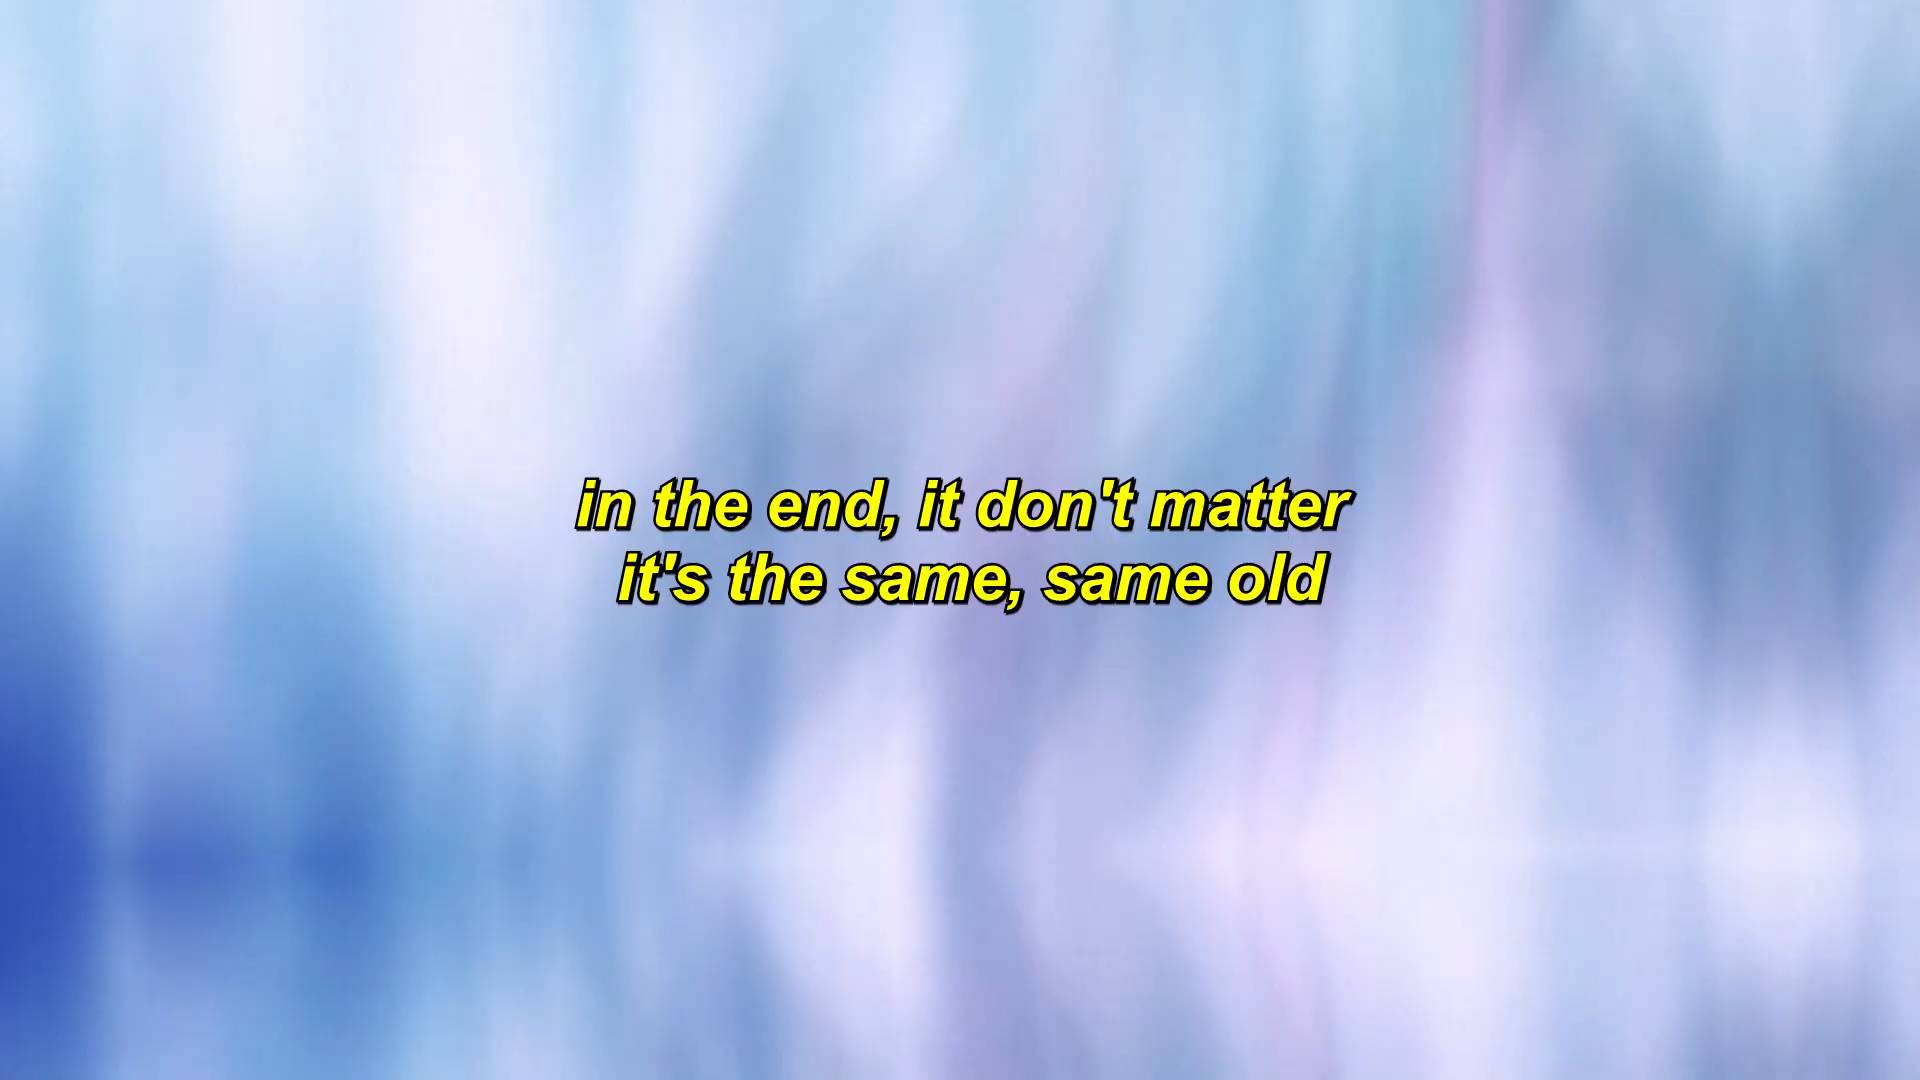 in the end, it don't matter
it's the same, same old